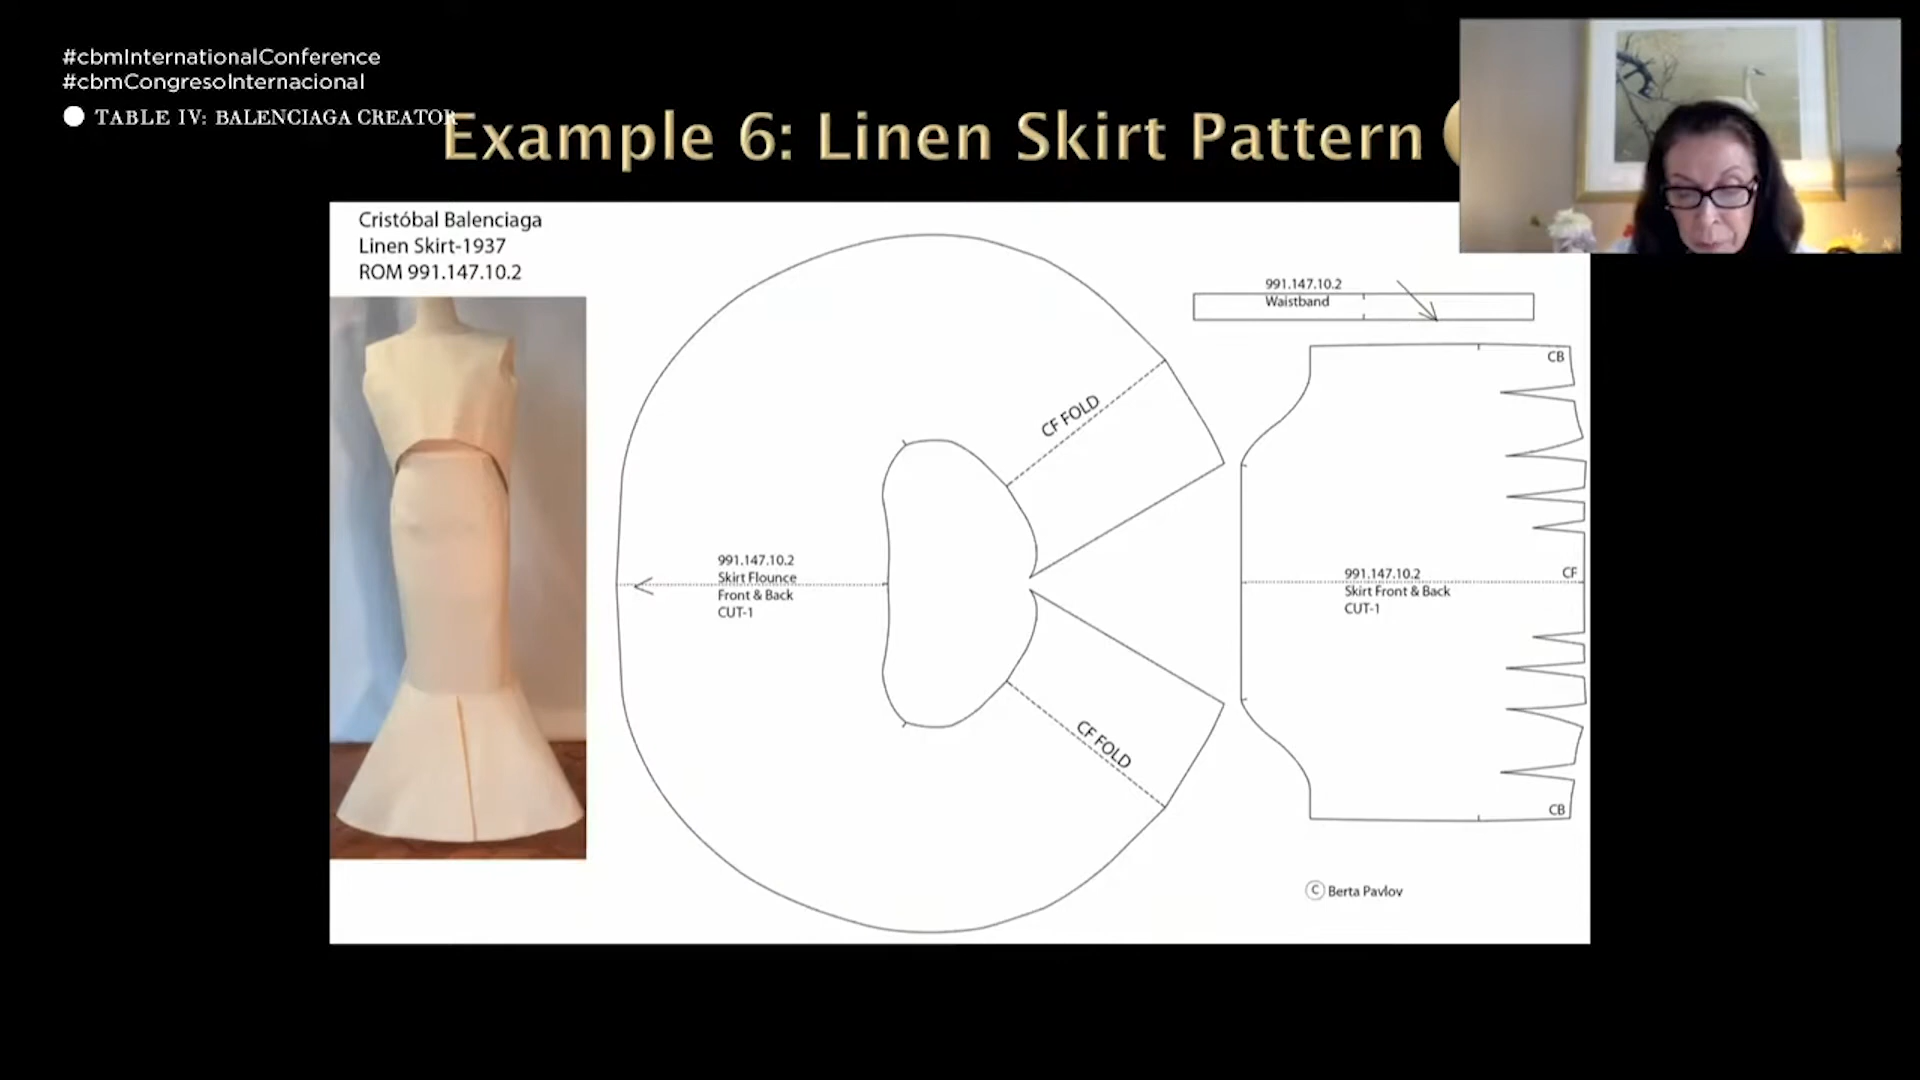 #cbmInternationalConference
#cbmCongresoInternacional
TABLE IV: BALENCIAGA CREATOR
Example 6: Linen Skirt Pattern
Cristóbal Balenciaga
Linen Skirt-1937
ROM 991.147.10.2
991.147.10.2
Waistband
CB
CF FOLD
991.147.10.2
Skirt Flounce
Front & Back
CUT-1
CF
991.147.10.2
Skirt Front & Back
CUT-1
CF FOLD
CB
© Berta Pavlov